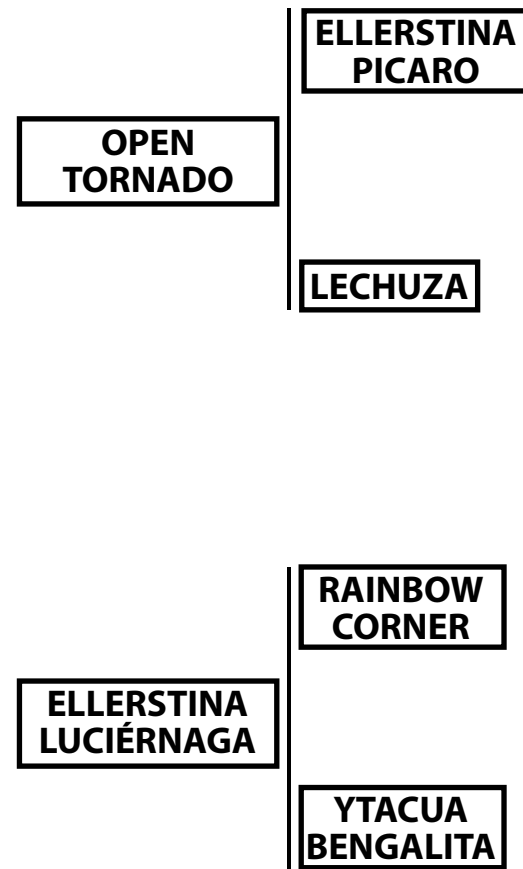 ELLERSTINA
PICARO
OPEN
TORNADO
LECHUZA
RAINBOW
CORNER
ELLERSTINA
LUCIÉRNAGA
YTACUA
BENGALITA